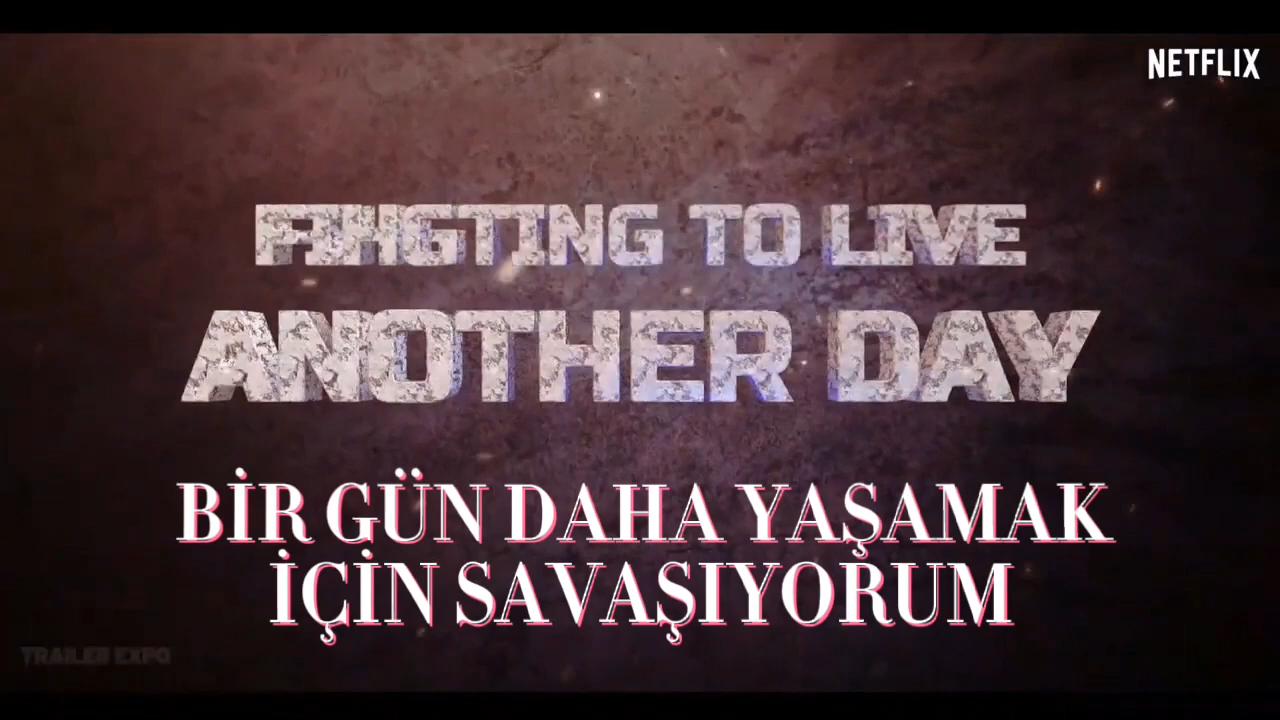 NETFLIX
FIHGTING TO LIVE
ANOTHER DAY
BİR GÜN DAHA YAŞAMAK
İÇİN SAVAŞIYORUM
TRAILER EXPO